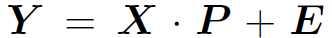 Y = X · P + E